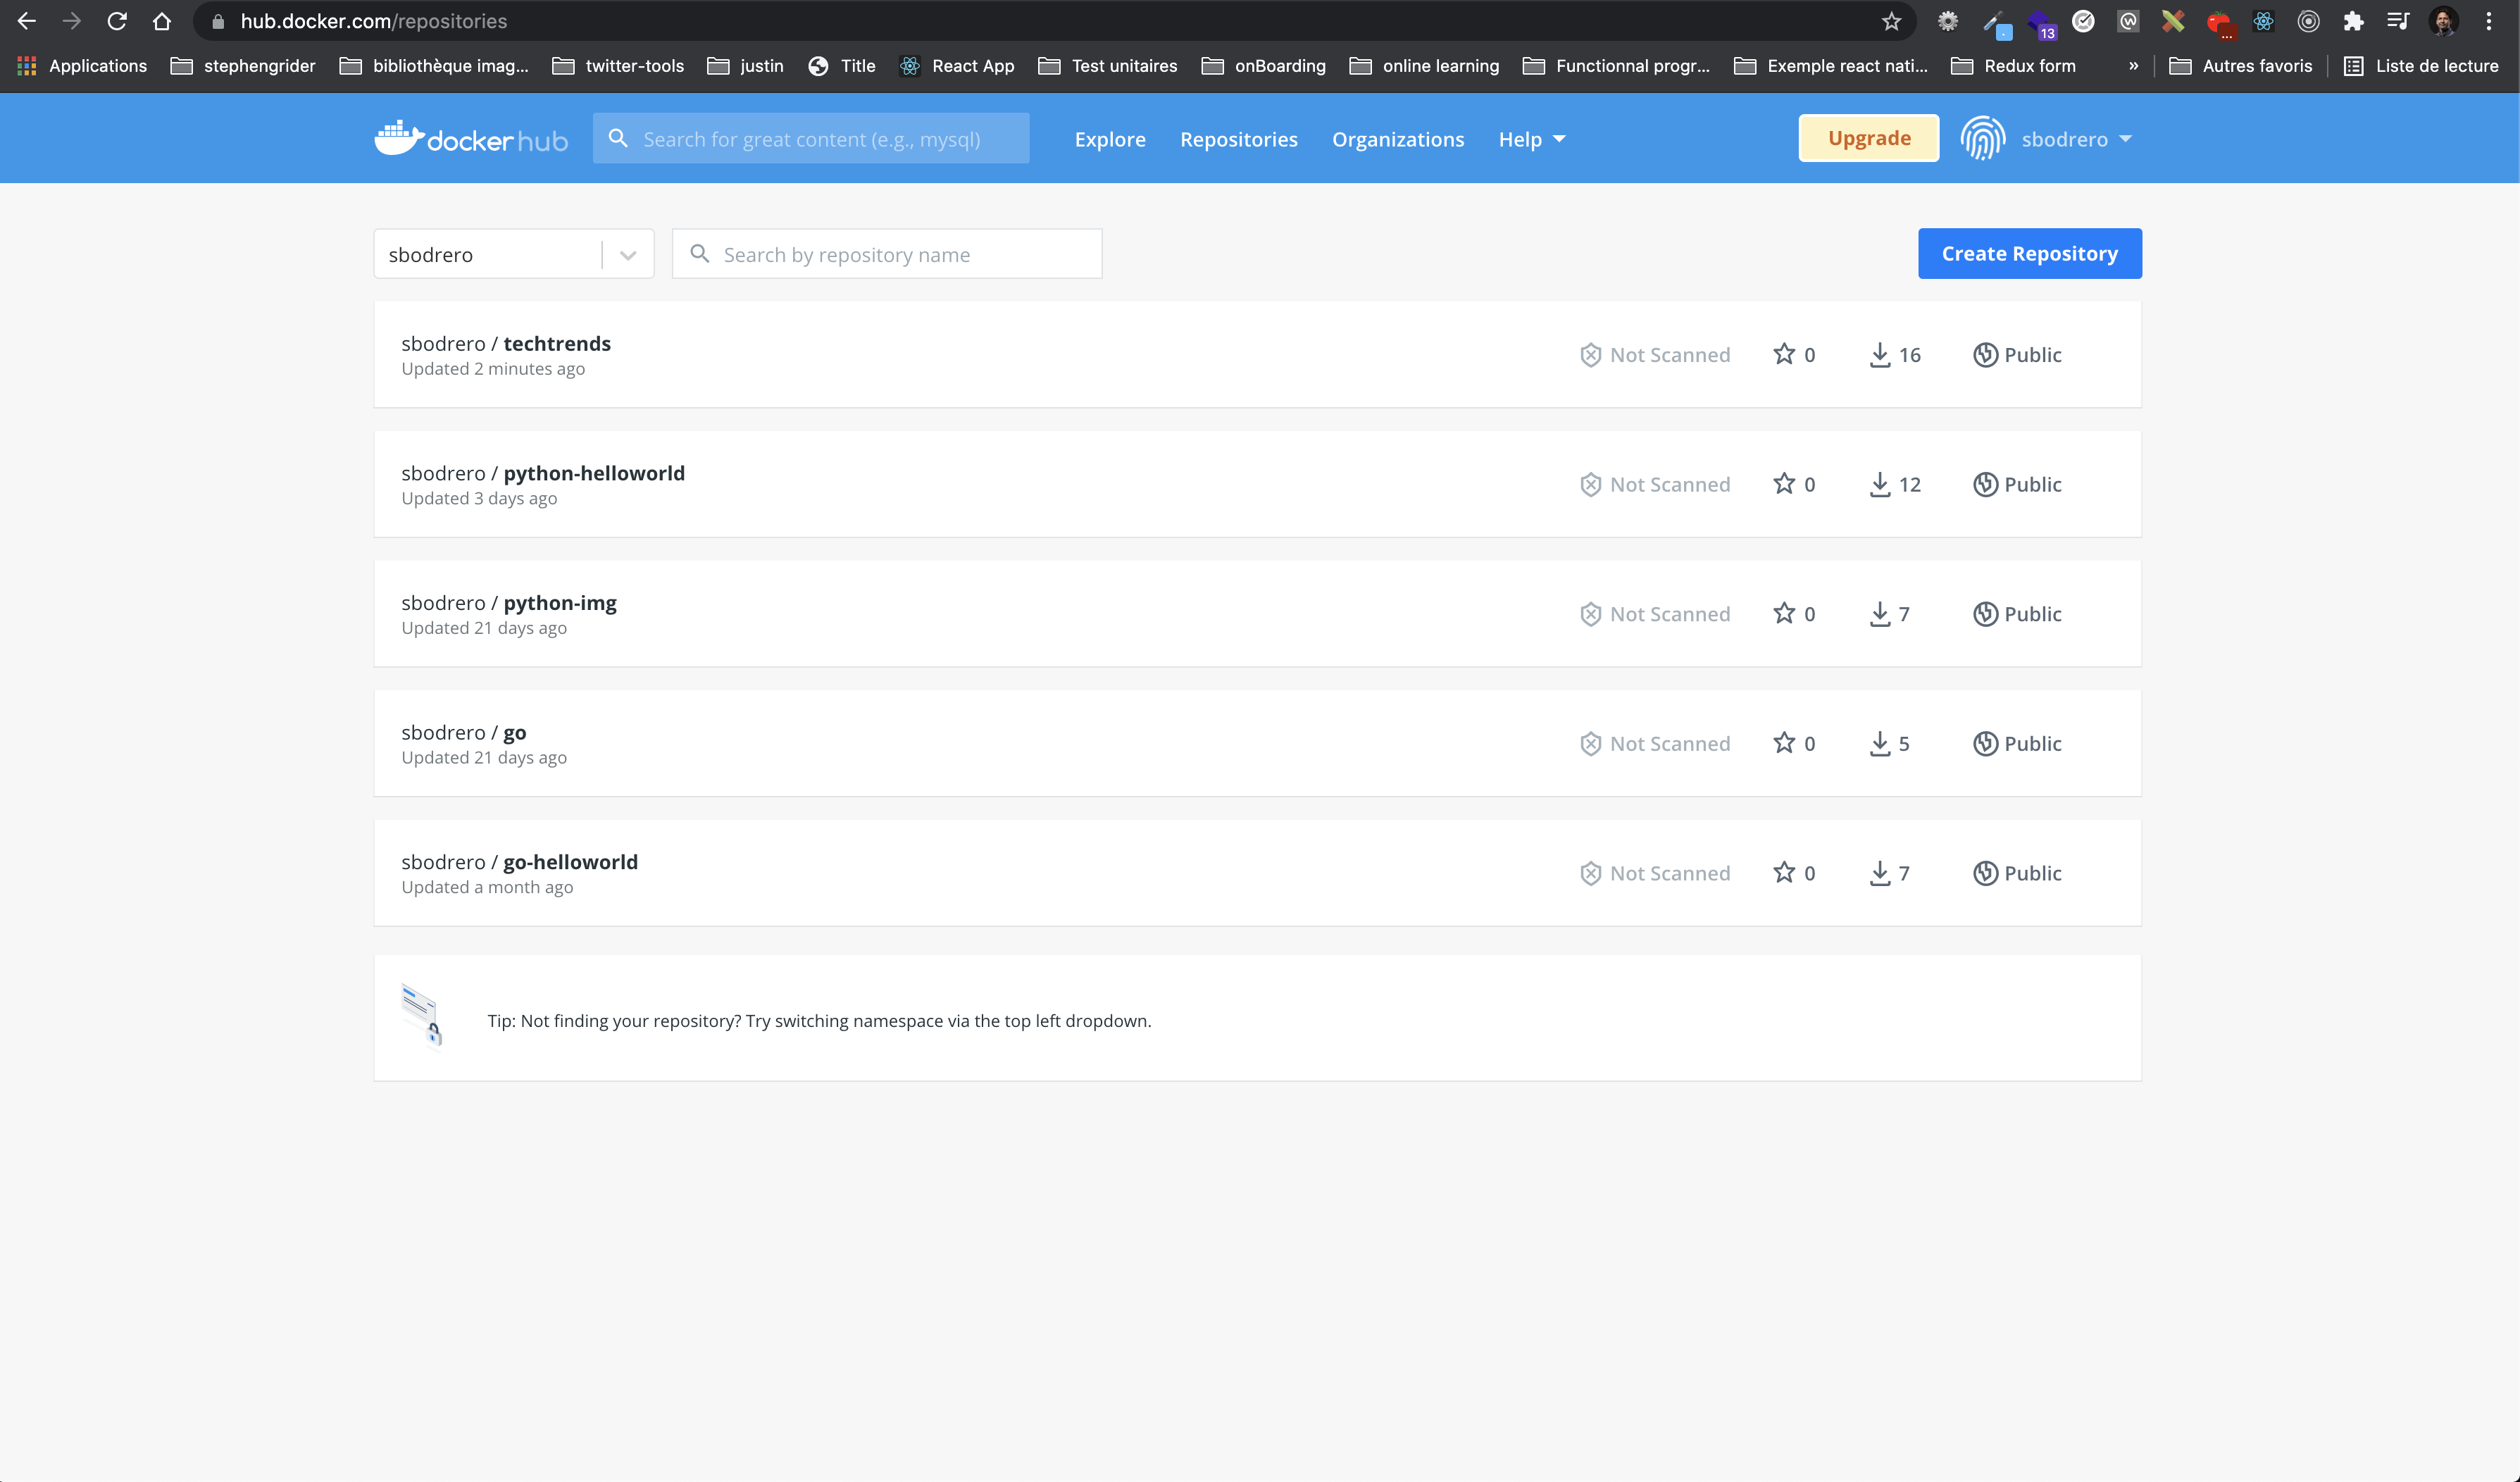 hub.docker.com/repositories
13
...
Applications stephengrider bibliothèque imag... twitter-tools justin Title React App Test unitaires onBoarding online learning Functionnal progr... Exemple react nati... Redux form » Autres favoris Liste de lecture
docker hub Search for great content (e.g., mysql) Explore Repositories Organizations Help Upgrade sbodrero
sbodrero Search by repository name Create Repository
sbodrero / techtrends
Updated 2 minutes ago
Not Scanned 0 16 Public
sbodrero / python-helloworld
Updated 3 days ago
Not Scanned 0 12 Public
sbodrero / python-img
Updated 21 days ago
Not Scanned 0 7 Public
sbodrero / go
Updated 21 days ago
Not Scanned 0 5 Public
sbodrero / go-helloworld
Updated a month ago
Not Scanned 0 7 Public
Tip: Not finding your repository? Try switching namespace via the top left dropdown.